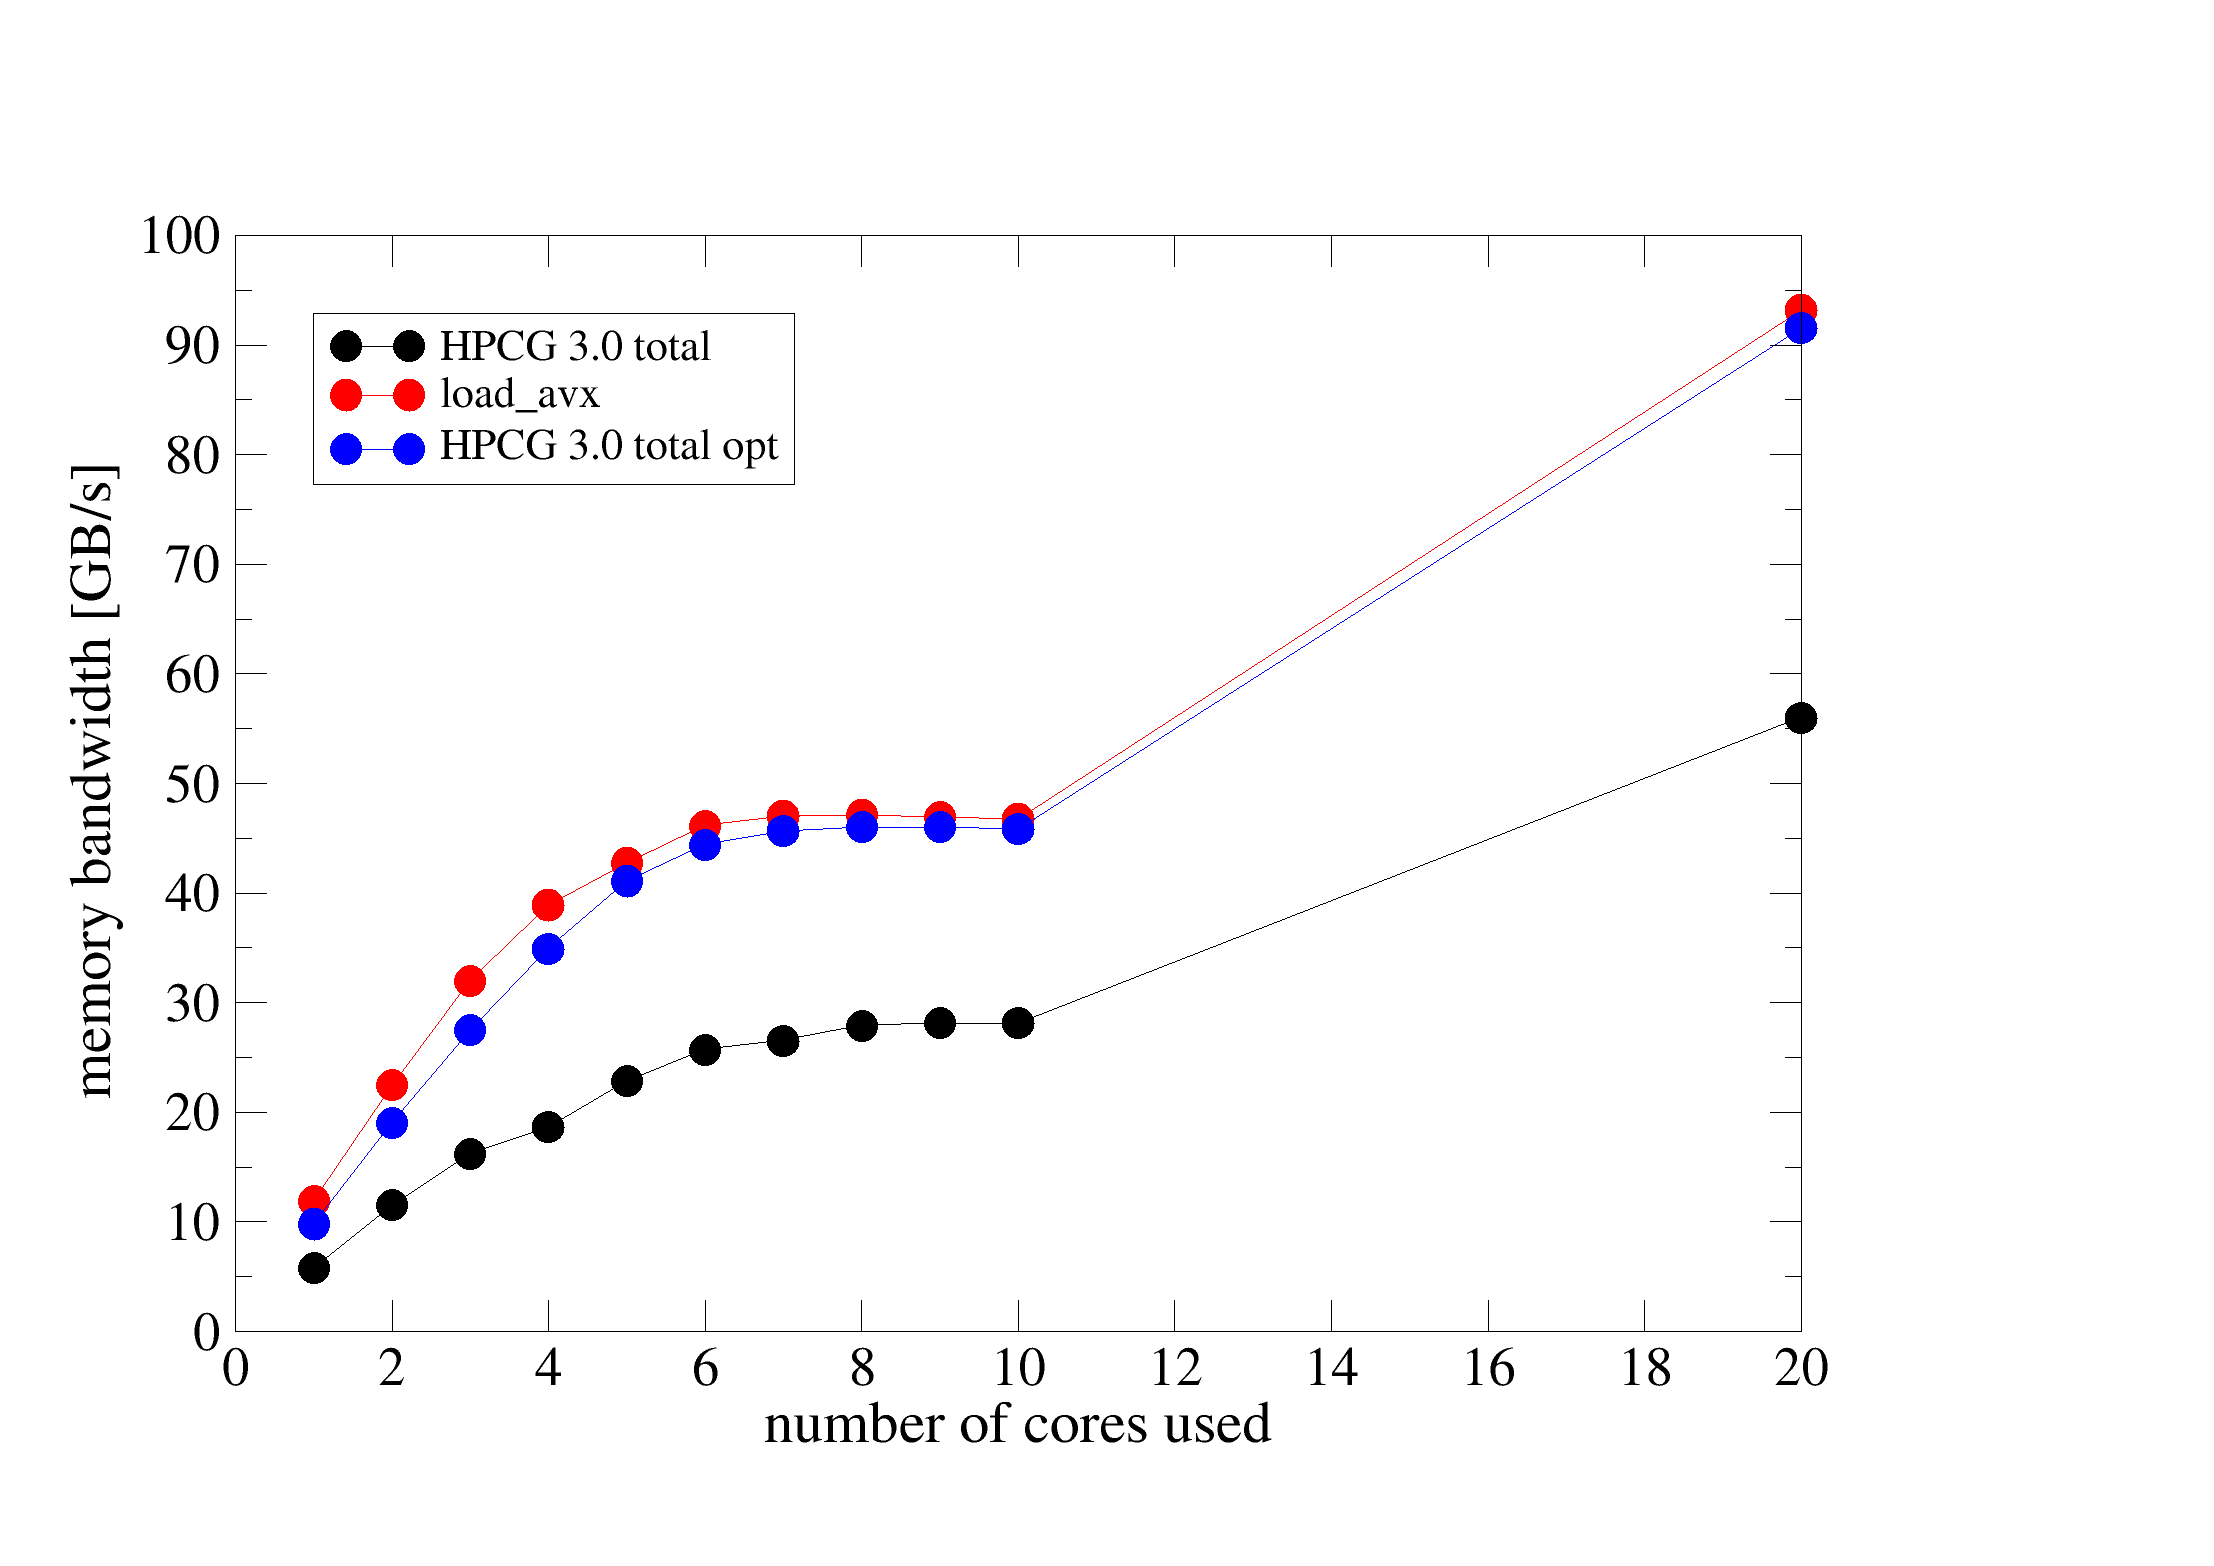 100
90
80
70
60
50
40
30
20
10
0
memory bandwidth [GB/s]
HPCG 3.0 total
load_avx
HPCG 3.0 total opt
0 2 4 6 8 10 12 14 16 18 20
number of cores used